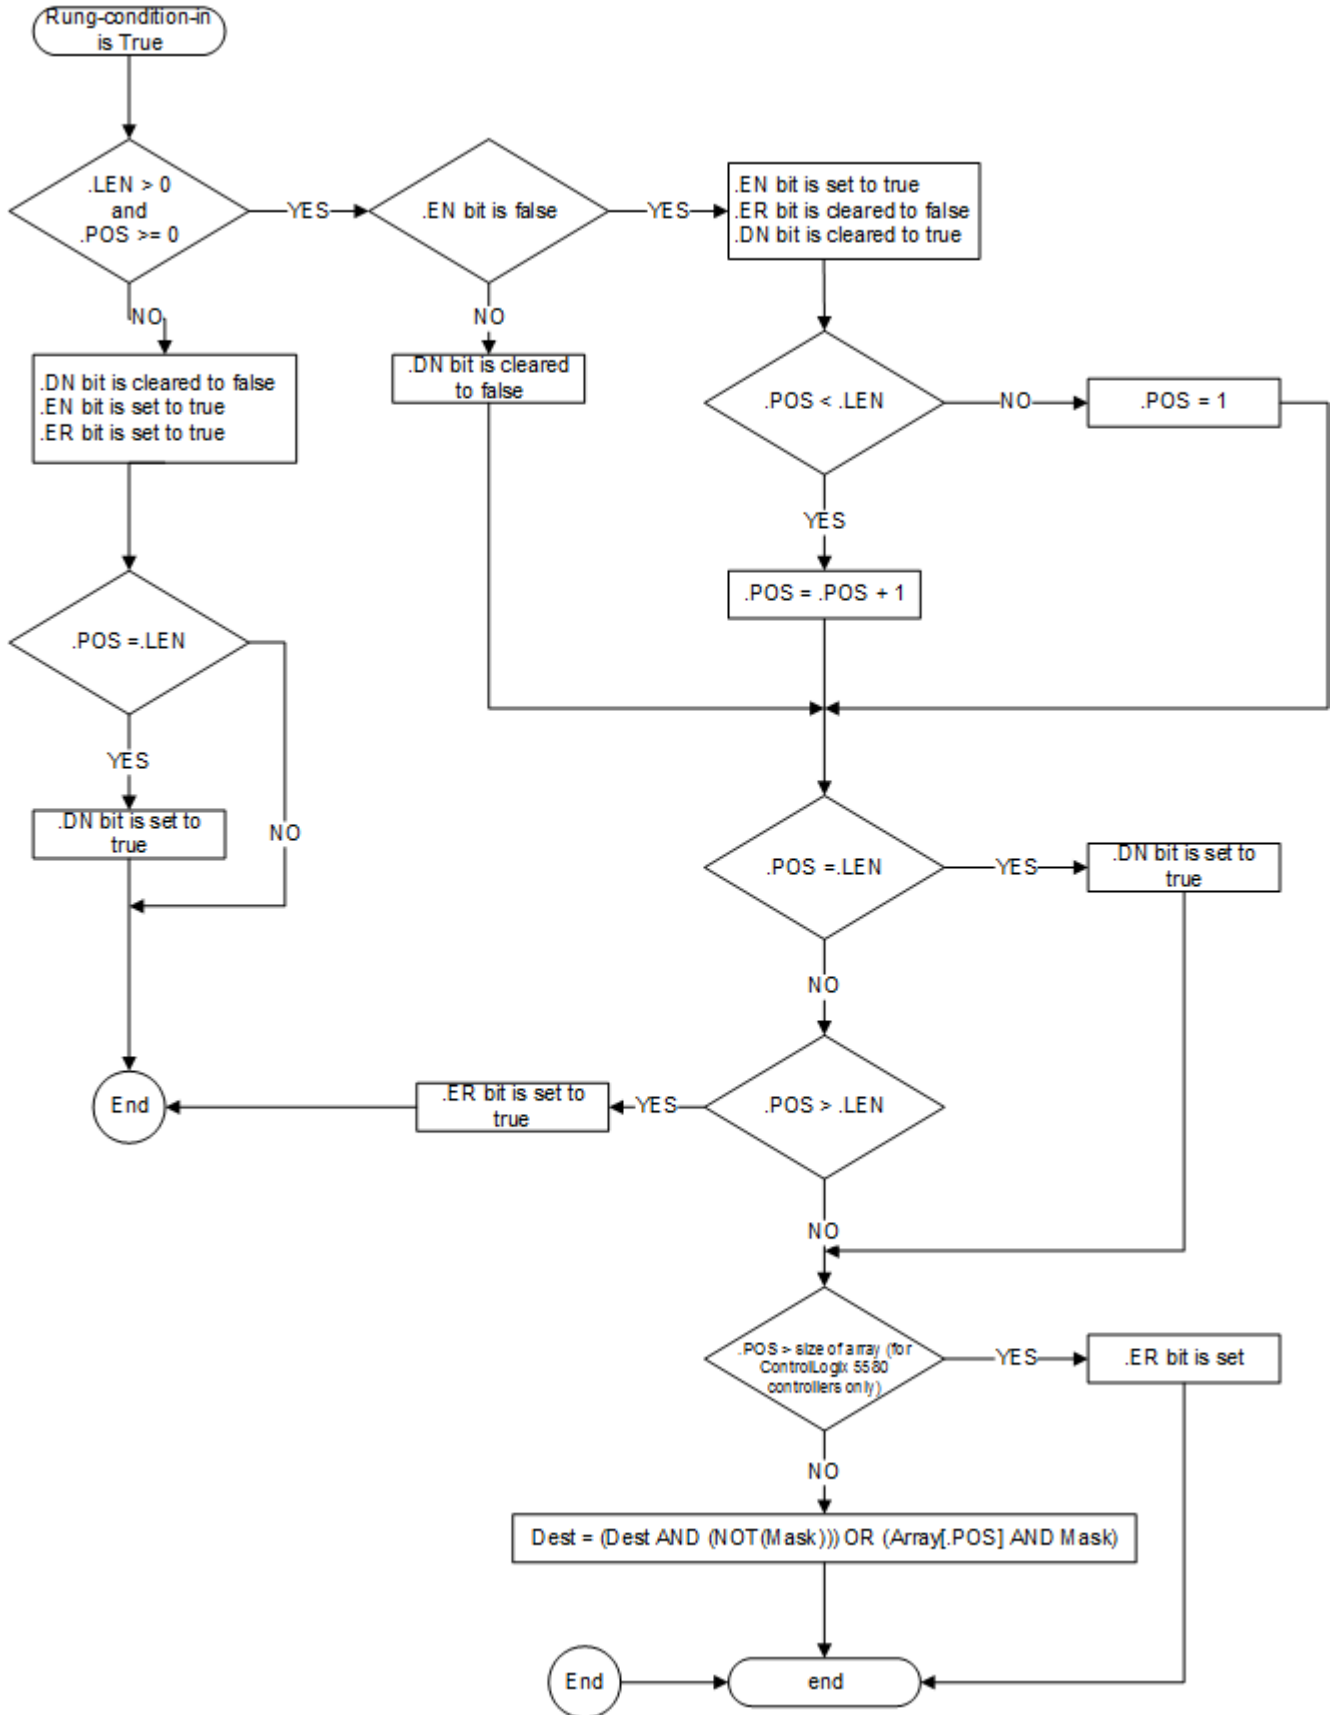 Rung-condition-in
is True
.LEN > 0
and
.POS >= 0
YES
.EN bit is false
YES
.EN bit is set to true
.ER bit is cleared to false
.DN bit is cleared to true
NO
NO
.DN bit is cleared to false
.EN bit is set to true
.ER bit is set to true
.DN bit is cleared
to false
.POS < .LEN
NO
.POS = 1
YES
.POS = .POS + 1
.POS =.LEN
YES
NO
.DN bit is set to
true
.POS =.LEN
YES
.DN bit is set to
true
NO
.POS > .LEN
YES
.ER bit is set to
true
End
NO
.POS > size of array (for
ControlLogix 5580
controllers only)
YES
.ER bit is set
NO
Dest = (Dest AND (NOT(Mask))) OR (Array[.POS] AND Mask)
End
end